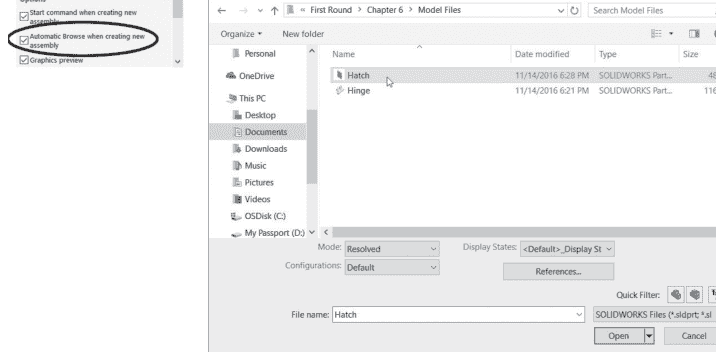 Options
Start command when creating new
assembly
Automatic Browse when creating new
assembly
Graphics preview
« First Round > Chapter 6 > Model Files
Search Model Files
Organize
New folder
Personal
OneDrive
This PC
Desktop
Documents
Downloads
Music
Pictures
Videos
OSDisk (C:)
My Passport (D:)
Name Date modified Type Size
Hatch 11/14/2016 6:28 PM SOLIDWORKS Part... 48
Hinge 11/14/2016 6:21 PM SOLIDWORKS Part... 116
Mode: Resolved
Configurations: Default
Display States: <Default>_Display St
References...
Quick Filter:
File name: Hatch
SOLIDWORKS Files (*.sldprt; *.sl
Open
Cancel